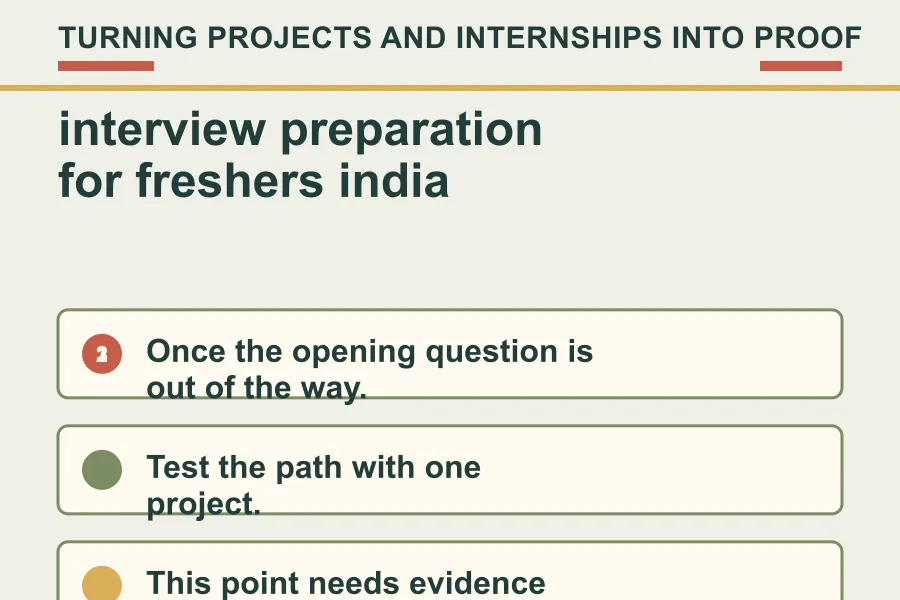 TURNING PROJECTS AND INTERNSHIPS INTO PROOF
interview preparation
for freshers india
Once the opening question is
out of the way.
Test the path with one
project.
This point needs evidence